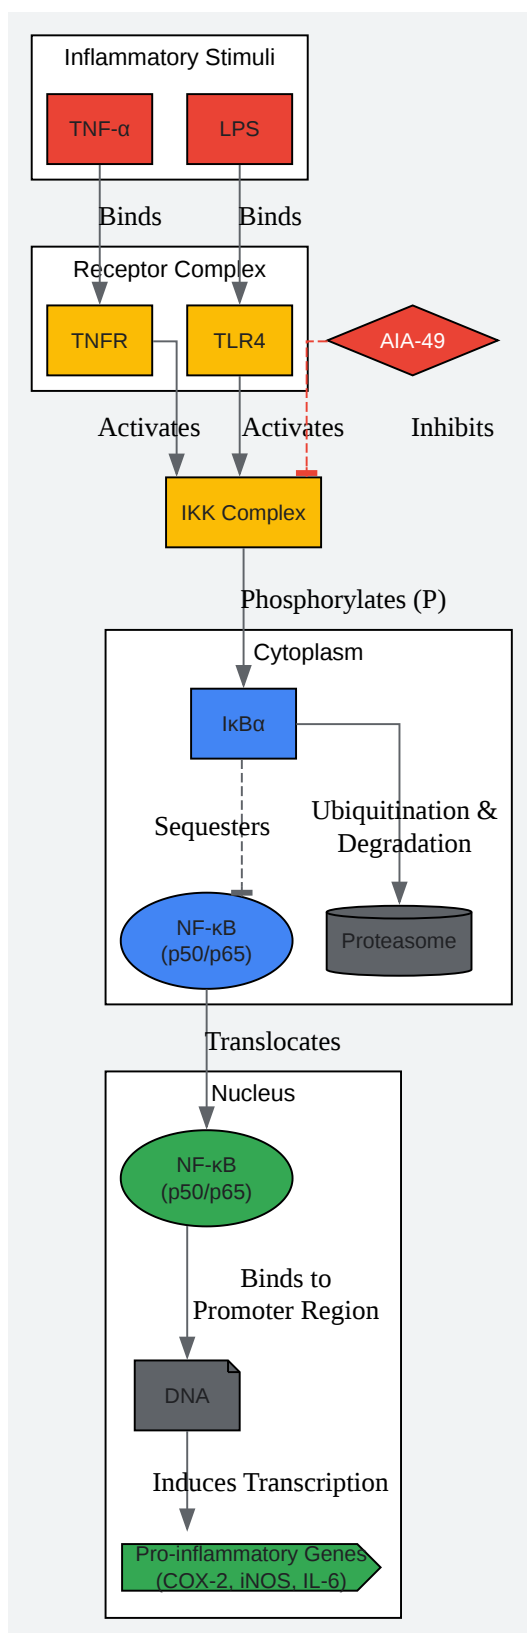 Inflammatory Stimuli
TNF-α
LPS
Binds
Binds
Receptor Complex
TNFR
TLR4
AIA-49
Activates
Activates
Inhibits
IKK Complex
Phosphorylates (P)
Cytoplasm
IκBα
Sequesters
Ubiquitination &
Degradation
NF-κB
(p50/p65)
Proteasome
Translocates
Nucleus
NF-κB
(p50/p65)
Binds to
Promoter Region
DNA
Induces Transcription
Pro-inflammatory Genes
(COX-2, iNOS, IL-6)